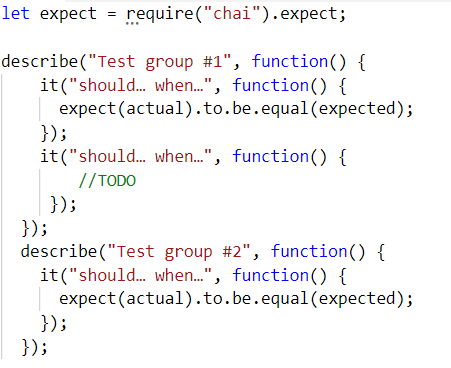 let expect = require("chai").expect;
describe("Test group #1", function() {
it("should… when…", function() {
expect(actual).to.be.equal(expected);
});
it("should… when…", function() {
//TODO
});
});
describe("Test group #2", function() {
it("should… when…", function() {
expect(actual).to.be.equal(expected);
});
});